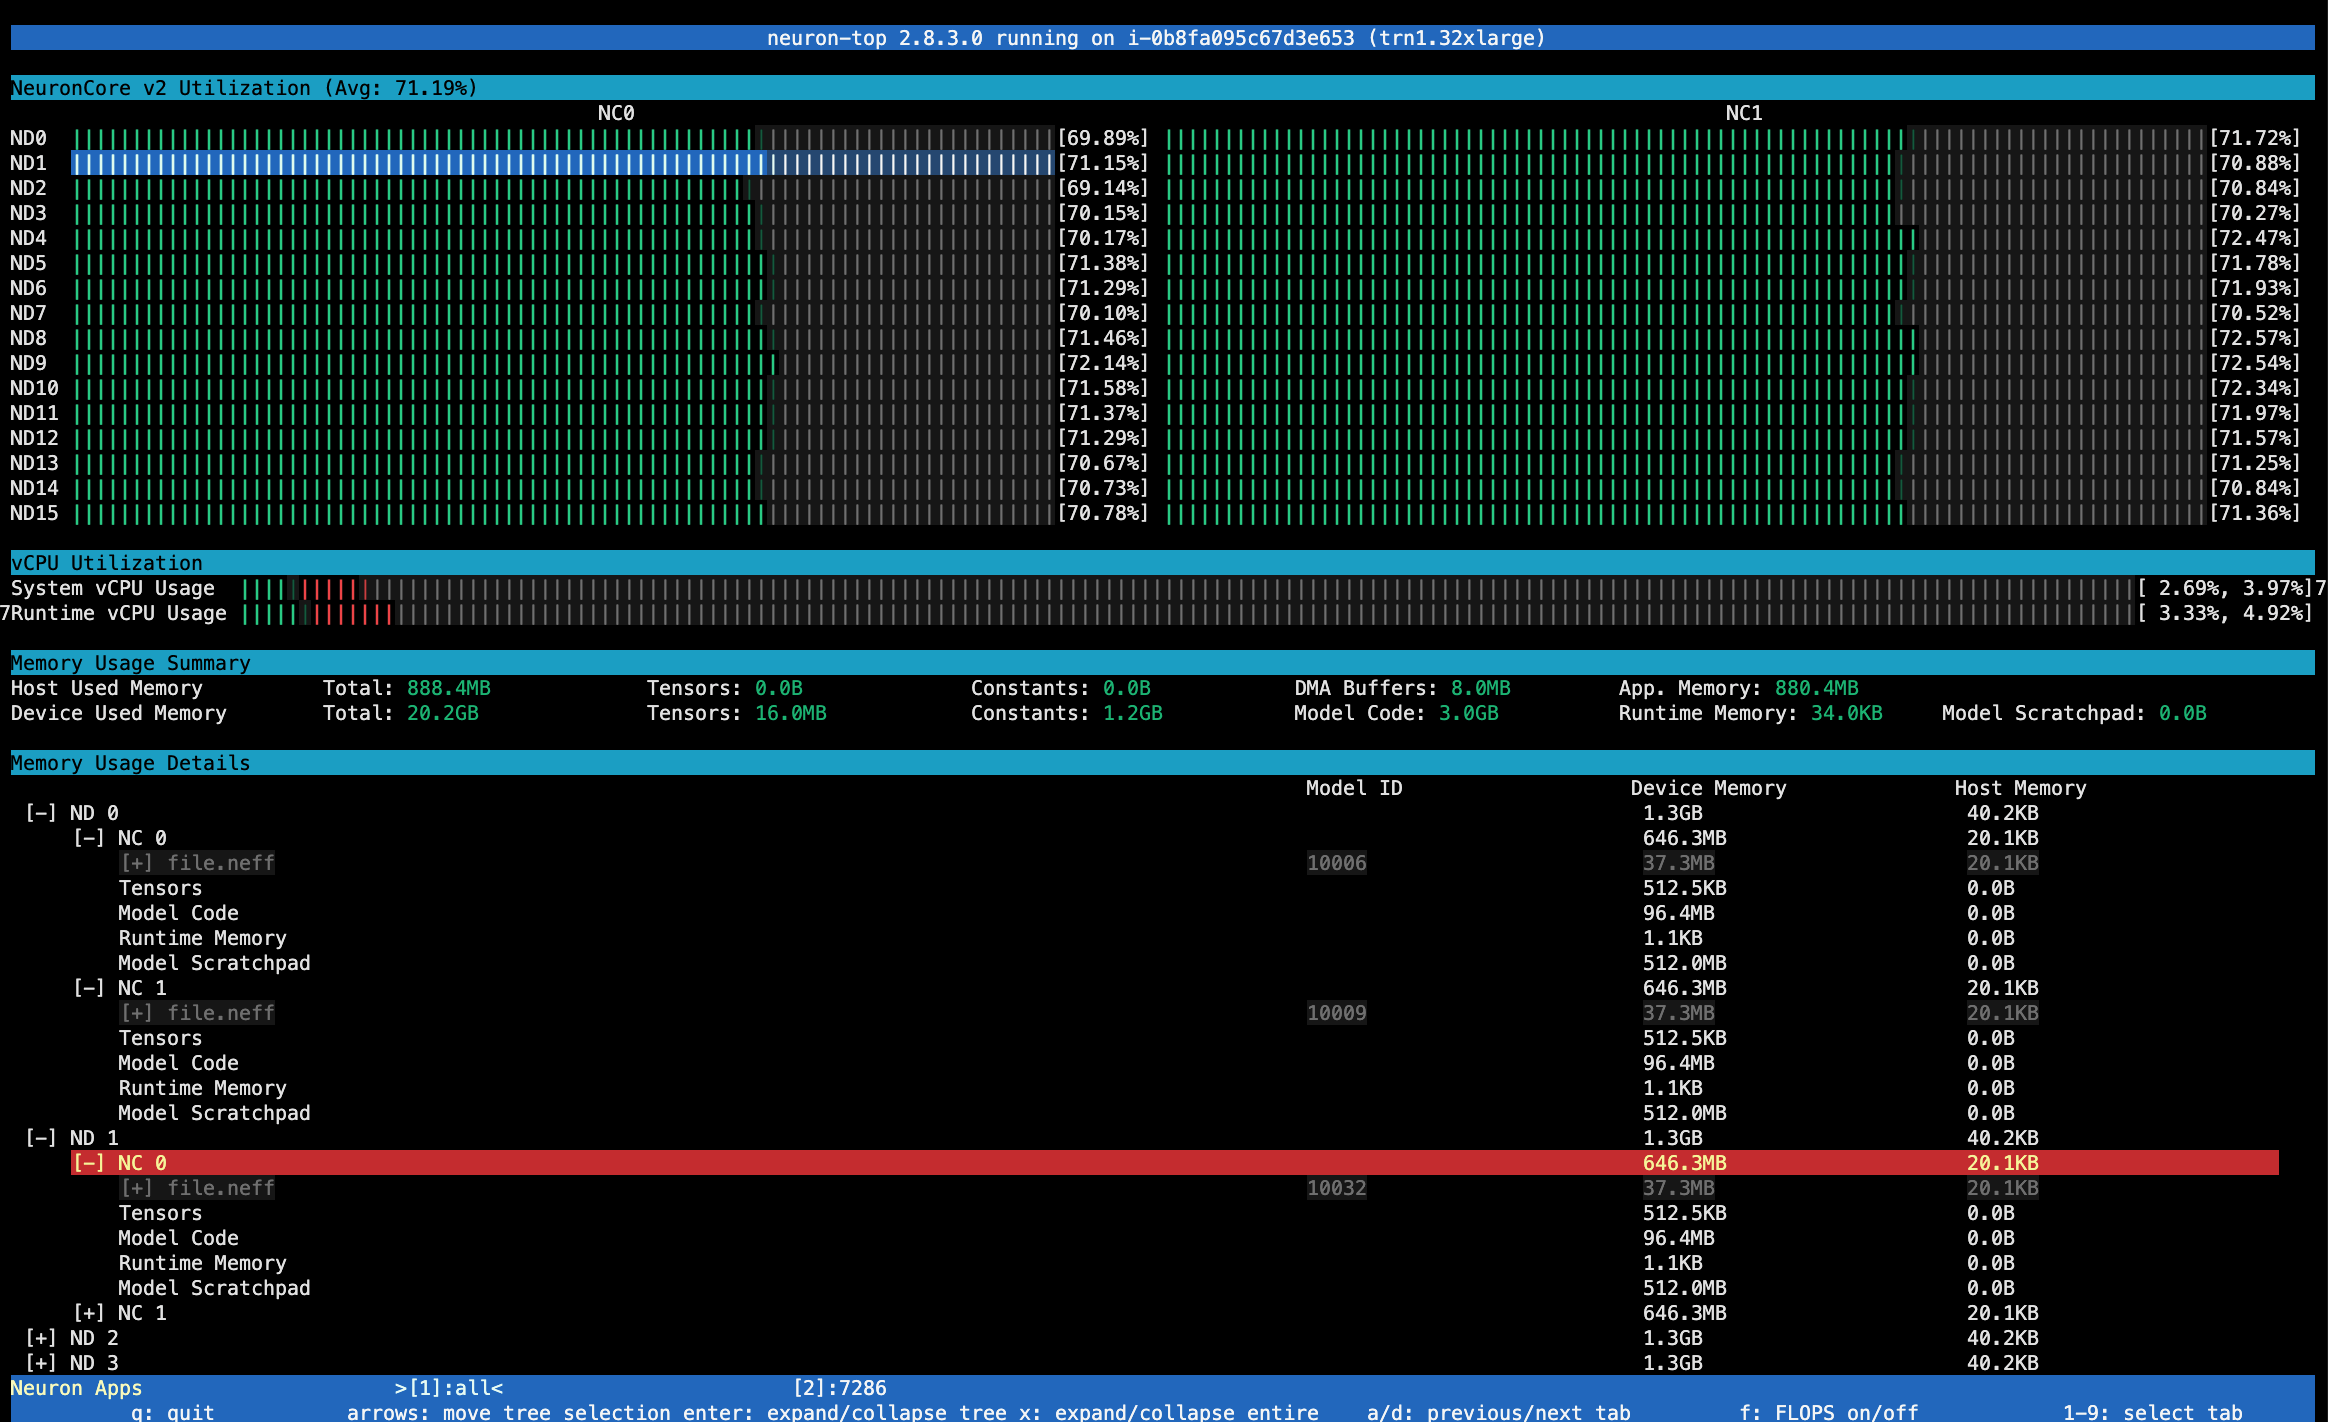 neuron-top 2.8.3.0 running on i-0b8fa095c67d3e653 (trn1.32xlarge)
NeuronCore v2 Utilization (Avg: 71.19%)
NC0 NC1
ND0 [69.89%] [71.72%]
ND1 [71.15%] [70.88%]
ND2 [69.14%] [70.84%]
ND3 [70.15%] [70.27%]
ND4 [70.17%] [72.47%]
ND5 [71.38%] [71.78%]
ND6 [71.29%] [71.93%]
ND7 [70.10%] [70.52%]
ND8 [71.46%] [72.57%]
ND9 [72.14%] [72.54%]
ND10 [71.58%] [72.34%]
ND11 [71.37%] [71.97%]
ND12 [71.29%] [71.57%]
ND13 [70.67%] [71.25%]
ND14 [70.73%] [70.84%]
ND15 [70.78%] [71.36%]
vCPU Utilization
System vCPU Usage [ 2.69%, 3.97%]7
7Runtime vCPU Usage [ 3.33%, 4.92%]
Memory Usage Summary
Host Used Memory Total: 888.4MB Tensors: 0.0B Constants: 0.0B DMA Buffers: 8.0MB App. Memory: 880.4MB
Device Used Memory Total: 20.2GB Tensors: 16.0MB Constants: 1.2GB Model Code: 3.0GB Runtime Memory: 34.0KB Model Scratchpad: 0.0B
Memory Usage Details
Model ID Device Memory Host Memory
[-] ND 0 1.3GB 40.2KB
[-] NC 0 646.3MB 20.1KB
[+] file.neff 10006 37.3MB 20.1KB
Tensors 512.5KB 0.0B
Model Code 96.4MB 0.0B
Runtime Memory 1.1KB 0.0B
Model Scratchpad 512.0MB 0.0B
[-] NC 1 646.3MB 20.1KB
[+] file.neff 10009 37.3MB 20.1KB
Tensors 512.5KB 0.0B
Model Code 96.4MB 0.0B
Runtime Memory 1.1KB 0.0B
Model Scratchpad 512.0MB 0.0B
[-] ND 1 1.3GB 40.2KB
[-] NC 0 646.3MB 20.1KB
[+] file.neff 10032 37.3MB 20.1KB
Tensors 512.5KB 0.0B
Model Code 96.4MB 0.0B
Runtime Memory 1.1KB 0.0B
Model Scratchpad 512.0MB 0.0B
[+] NC 1 646.3MB 20.1KB
[+] ND 2 1.3GB 40.2KB
[+] ND 3 1.3GB 40.2KB
Neuron Apps >[1]:all< [2]:7286
q: quit arrows: move tree selection enter: expand/collapse tree x: expand/collapse entire a/d: previous/next tab f: FLOPS on/off 1-9: select tab